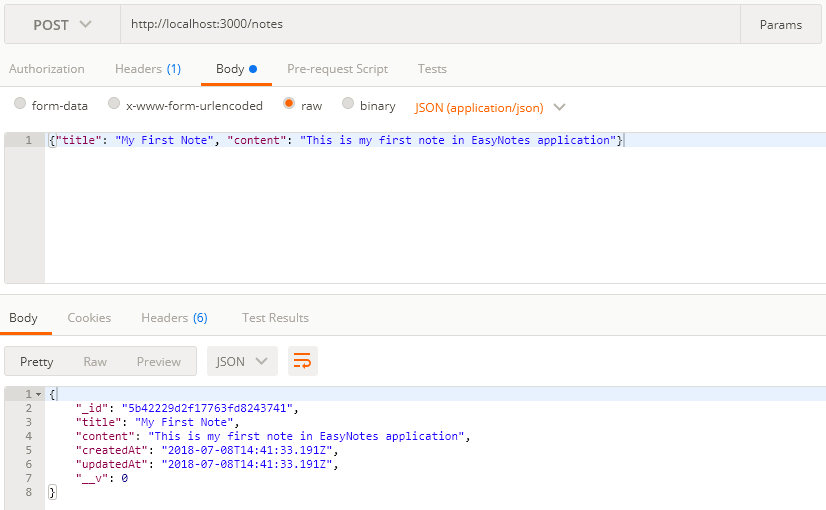 POST http://localhost:3000/notes Params
Authorization Headers (1) Body Pre-request Script Tests
form-data x-www-form-urlencoded raw binary JSON (application/json)
1 {"title": "My First Note", "content": "This is my first note in EasyNotes application"}
Body Cookies Headers (6) Test Results
Pretty Raw Preview JSON
1 {
2 "_id": "5b42229d2f17763fd8243741",
3 "title": "My First Note",
4 "content": "This is my first note in EasyNotes application",
5 "createdAt": "2018-07-08T14:41:33.191Z",
6 "updatedAt": "2018-07-08T14:41:33.191Z",
7 "__v": 0
8 }